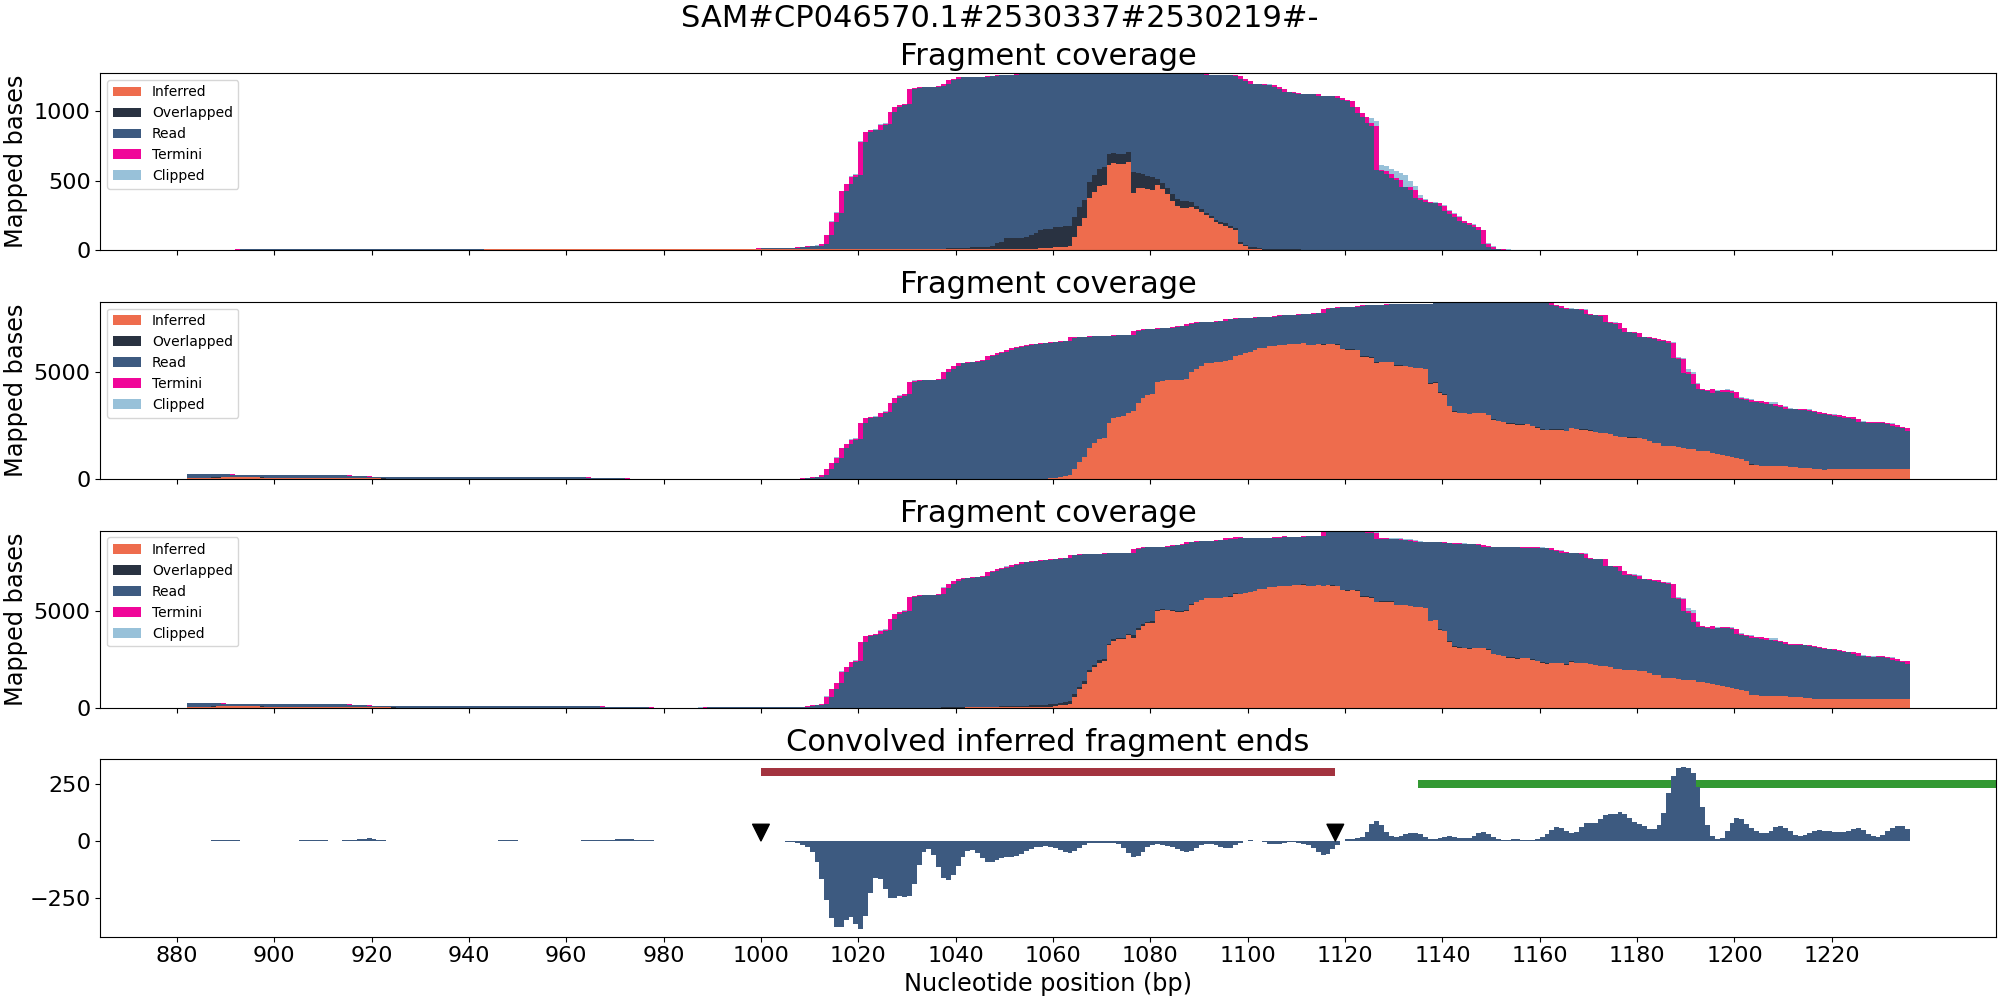 SAM#CP046570.1#2530337#2530219#-
Fragment coverage
Mapped bases
1000
500
0
Inferred
Overlapped
Read
Termini
Clipped
Fragment coverage
Mapped bases
5000
0
Inferred
Overlapped
Read
Termini
Clipped
Fragment coverage
Mapped bases
5000
0
Inferred
Overlapped
Read
Termini
Clipped
Convolved inferred fragment ends
250
0
−250
880 900 920 940 960 980 1000 1020 1040 1060 1080 1100 1120 1140 1160 1180 1200 1220
Nucleotide position (bp)